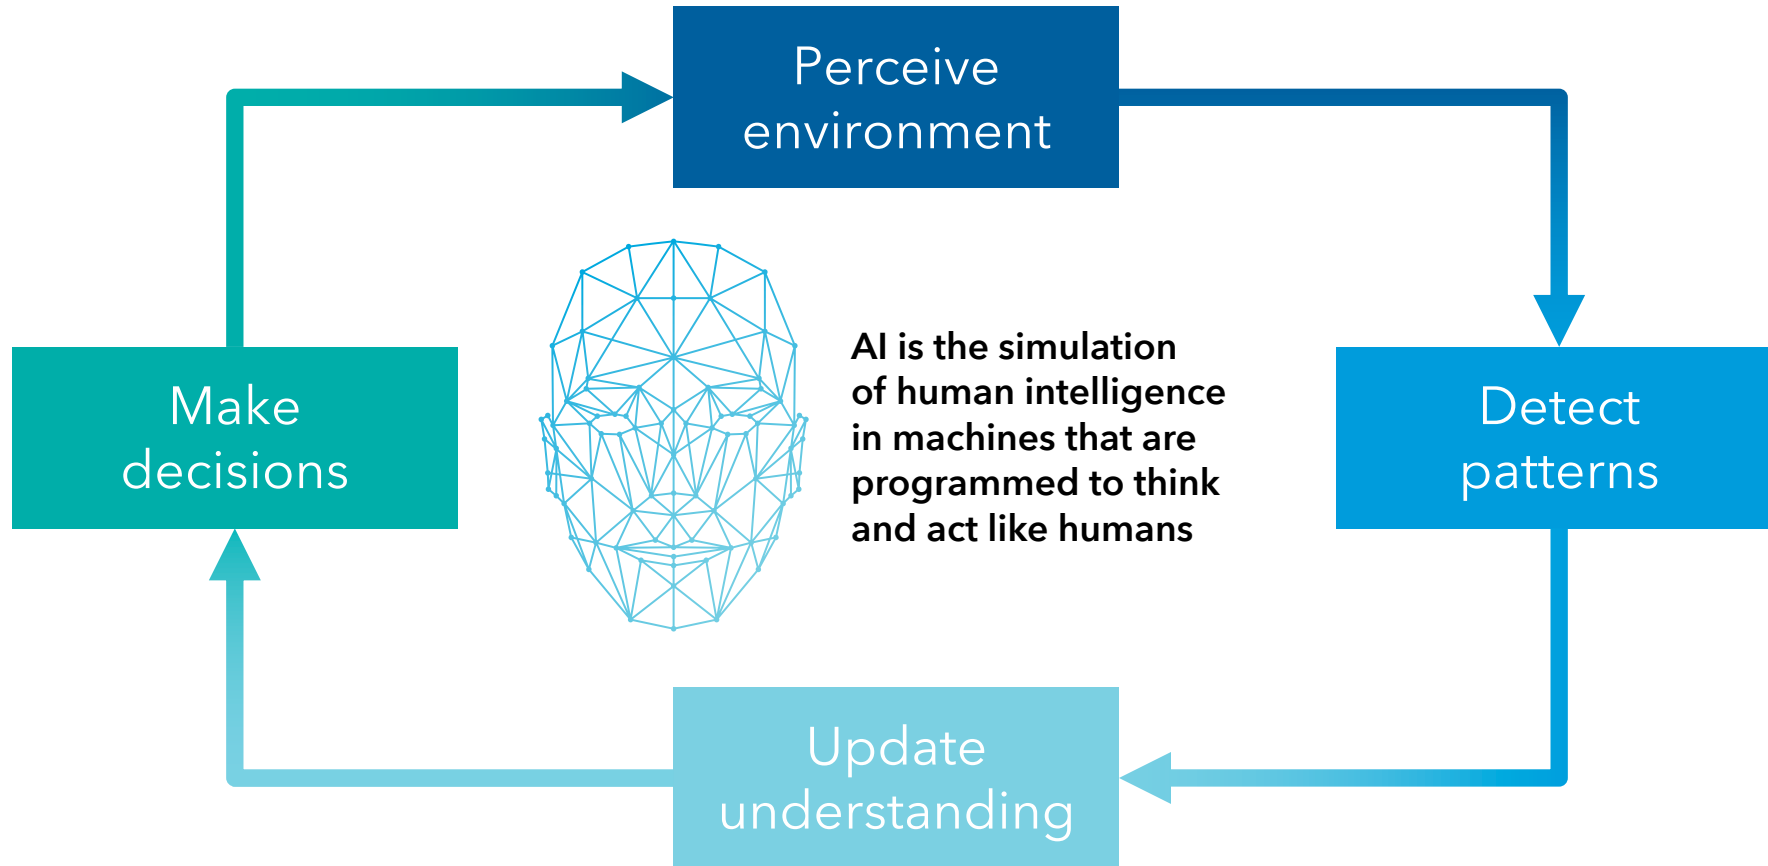 Perceive
environment
Make
decisions
AI is the simulation
of human intelligence
in machines that are
programmed to think
and act like humans
Detect
patterns
Update
understanding